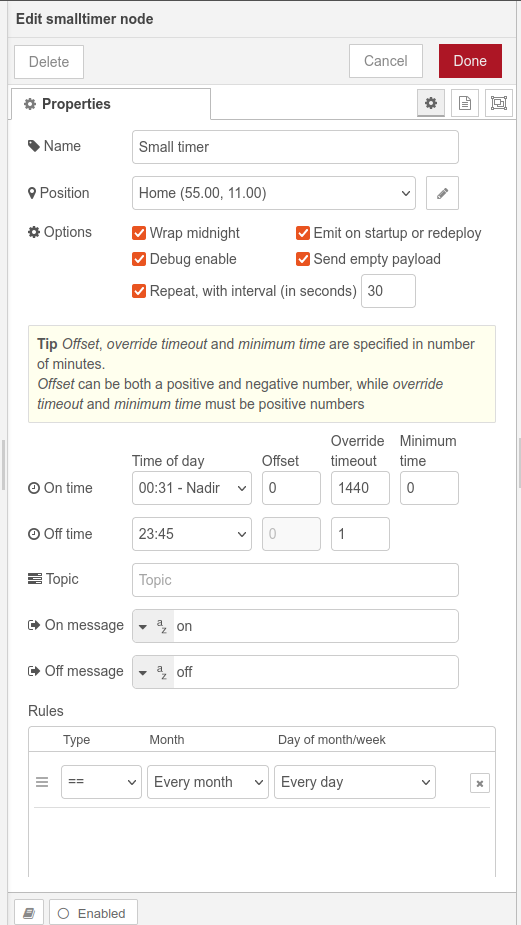 Edit smalltimer node
Delete Cancel Done
Properties
Name Small timer
Position Home (55.00, 11.00)
Options Wrap midnight Emit on startup or redeploy
Debug enable Send empty payload
Repeat, with interval (in seconds) 30
Tip Offset, override timeout and minimum time are specified in number
of minutes.
Offset can be both a positive and negative number, while override
timeout and minimum time must be positive numbers
Override Minimum
Time of day Offset timeout time
On time 00:31 - Nadir 0 1440 0
Off time 23:45 0 1
Topic Topic
On message az on
Off message az off
Rules
Type Month Day of month/week
== Every month Every day
Enabled